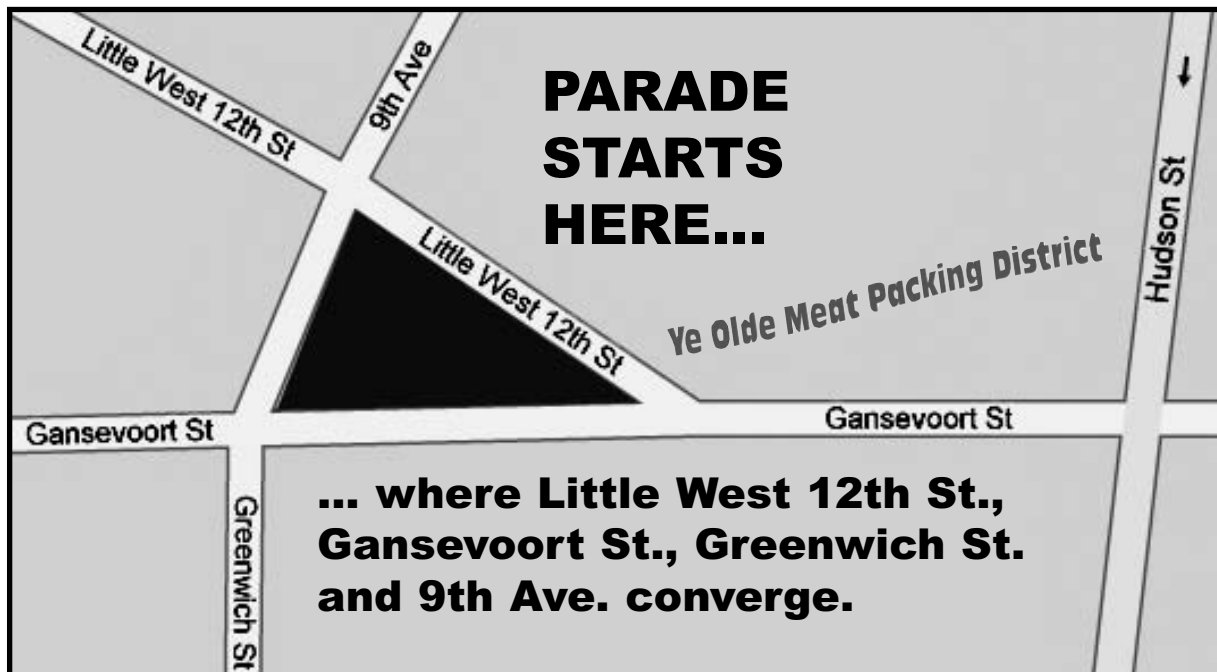 Little West 12th St
9th Ave
PARADE
STARTS
HERE...
Hudson St
Little West 12th St
Ye Olde Meat Packing District
Gansevoort St
Gansevoort St
Greenwich St
... where Little West 12th St.,
Gansevoort St., Greenwich St.
and 9th Ave. converge.